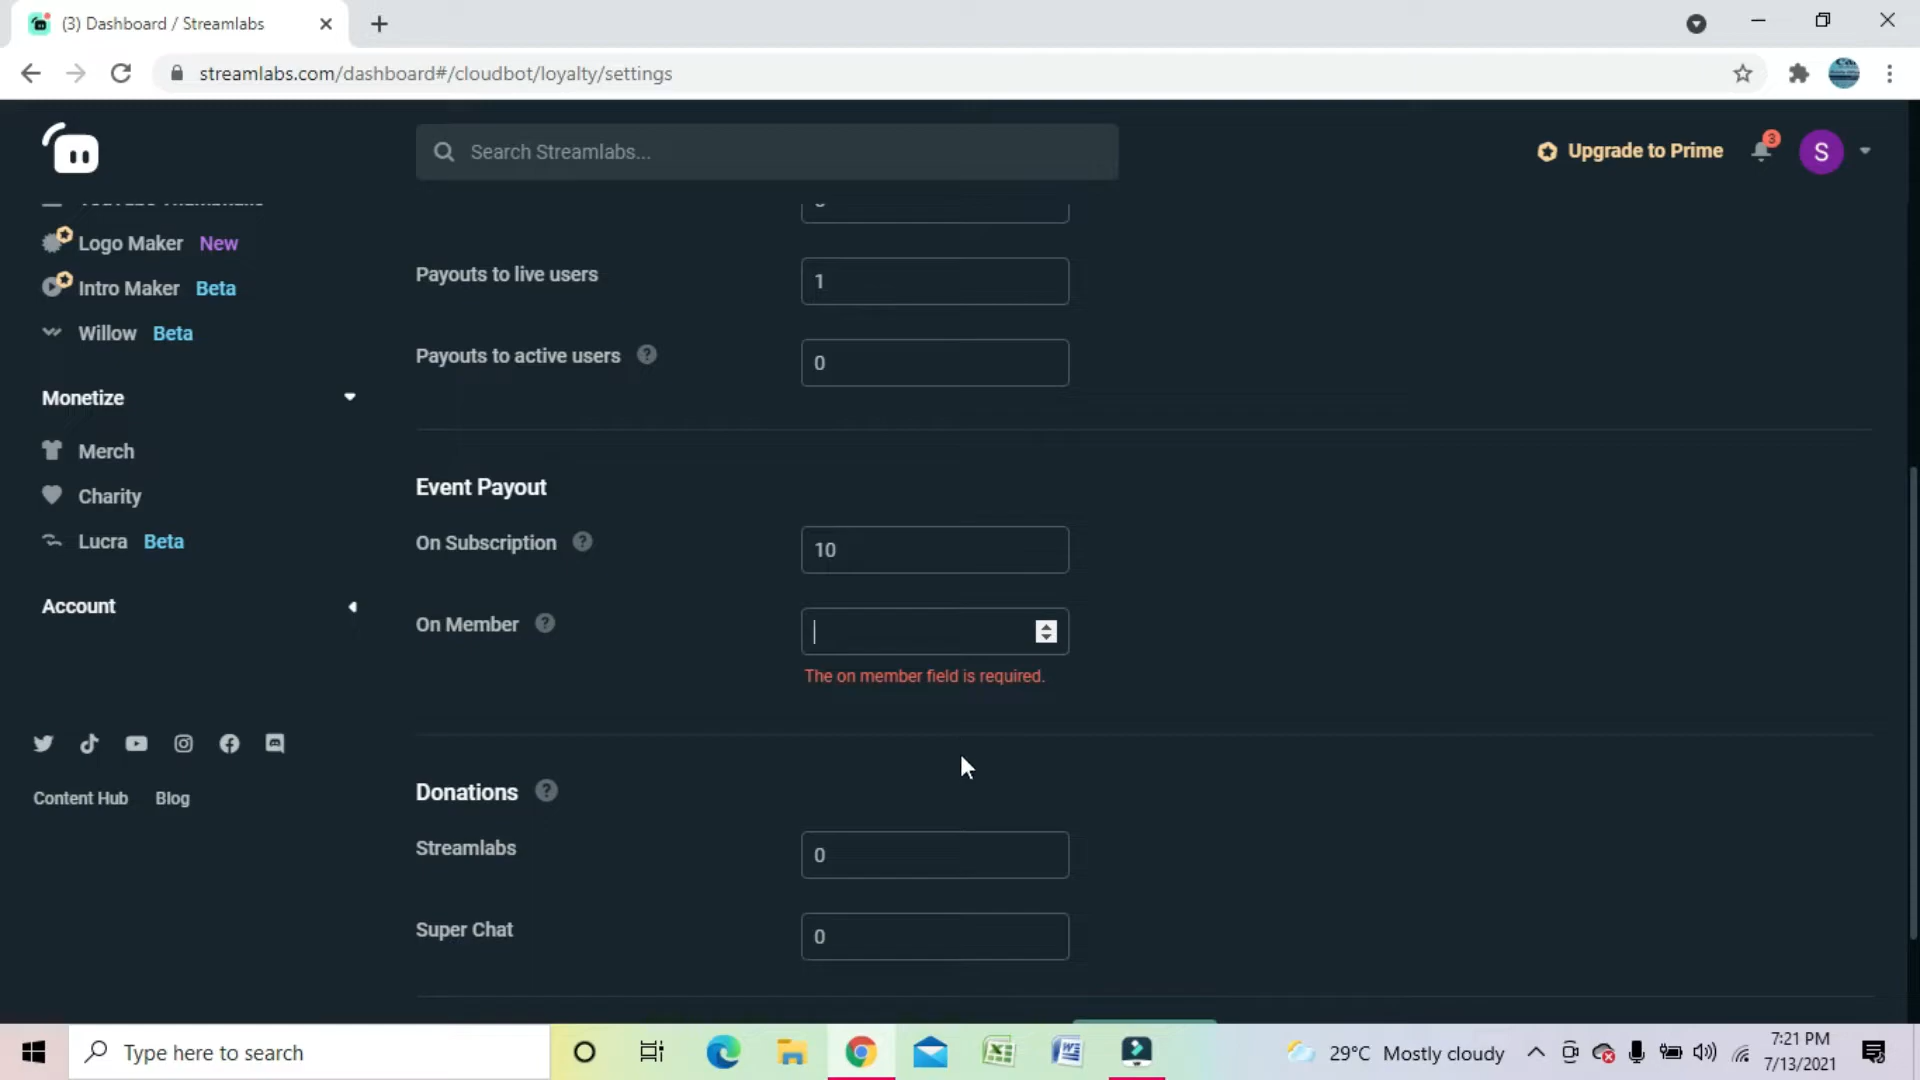 (3) Dashboard / Streamlabs
streamlabs.com/dashboard#/cloudbot/loyalty/settings
Search Streamlabs...
Upgrade to Prime
3
S
Logo Maker New
Intro Maker Beta
Willow Beta
Monetize
Merch
Charity
Lucra Beta
Account
Content Hub Blog
Payouts to live users
1
Payouts to active users ?
0
Event Payout
On Subscription ?
10
On Member ?
The on member field is required.
Donations ?
Streamlabs
0
Super Chat
0
Type here to search
29°C Mostly cloudy
7:21 PM
7/13/2021